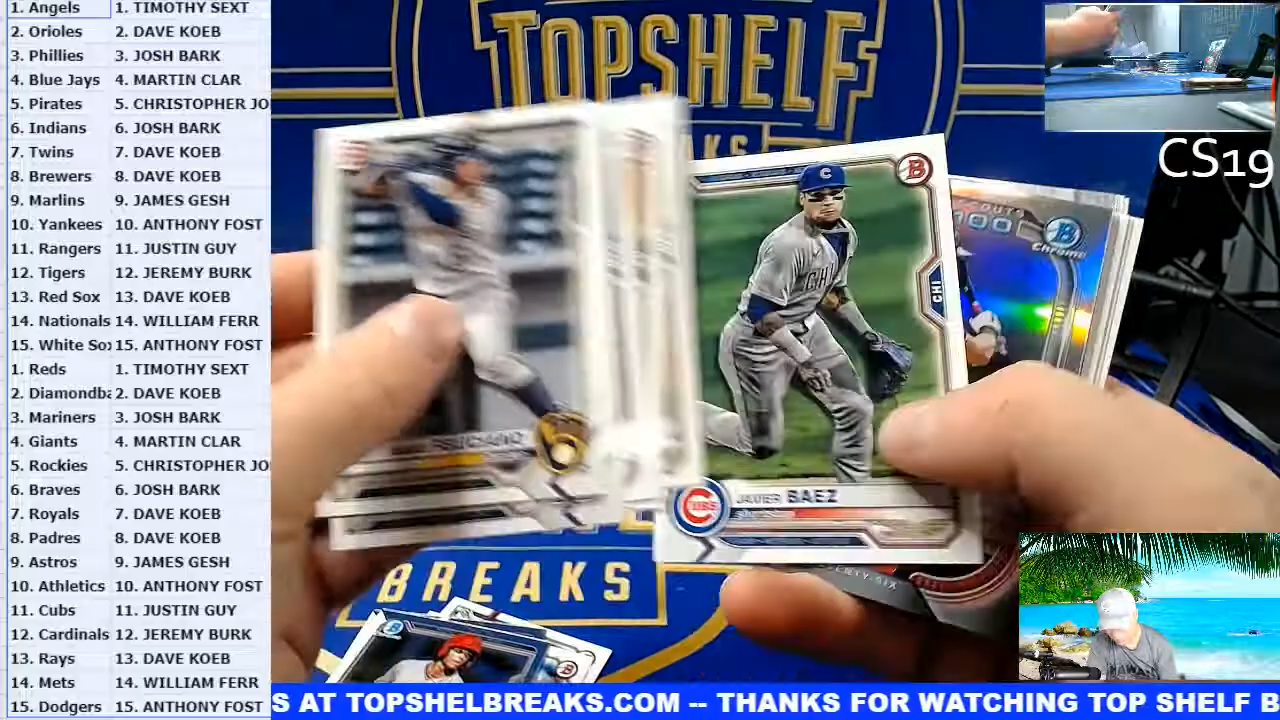 1. Angels 1. TIMOTHY SEXT
2. Orioles 2. DAVE KOEB
3. Phillies 3. JOSH BARK
4. Blue Jays 4. MARTIN CLAR
5. Pirates 5. CHRISTOPHER JO
6. Indians 6. JOSH BARK
7. Twins 7. DAVE KOEB
8. Brewers 8. DAVE KOEB
9. Marlins 9. JAMES GESH
10. Yankees 10. ANTHONY FOST
11. Rangers 11. JUSTIN GUY
12. Tigers 12. JEREMY BURK
13. Red Sox 13. DAVE KOEB
14. Nationals 14. WILLIAM FERR
15. White Sox 15. ANTHONY FOST
1. Reds 1. TIMOTHY SEXT
2. Diamondba 2. DAVE KOEB
3. Mariners 3. JOSH BARK
4. Giants 4. MARTIN CLAR
5. Rockies 5. CHRISTOPHER JO
6. Braves 6. JOSH BARK
7. Royals 7. DAVE KOEB
8. Padres 8. DAVE KOEB
9. Astros 9. JAMES GESH
10. Athletics 10. ANTHONY FOST
11. Cubs 11. JUSTIN GUY
12. Cardinals 12. JEREMY BURK
13. Rays 13. DAVE KOEB
14. Mets 14. WILLIAM FERR
15. Dodgers 15. ANTHONY FOST
TOPSHELF
BREAKS
CS19
B
C
CHI
CHI
CUBS
JAVIER BAEZ
100
CHROME
BREAKS
S AT TOPSHELBREAKS.COM -- THANKS FOR WATCHING TOP SHELF B